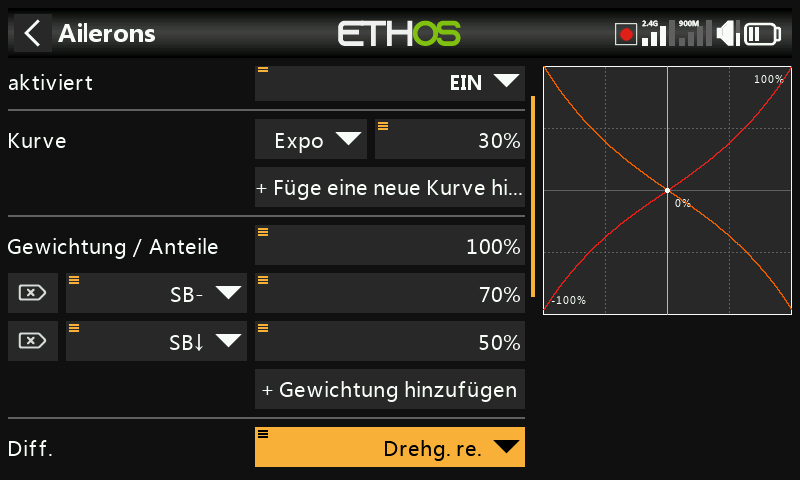 Ailerons
ETHOS
2.4G
900M
aktiviert
EIN
Kurve
Expo
30%
+ Füge eine neue Kurve hi...
Gewichtung / Anteile
100%
SB-
70%
SB↓
50%
+ Gewichtung hinzufügen
Diff.
Drehg. re.
100%
0%
-100%